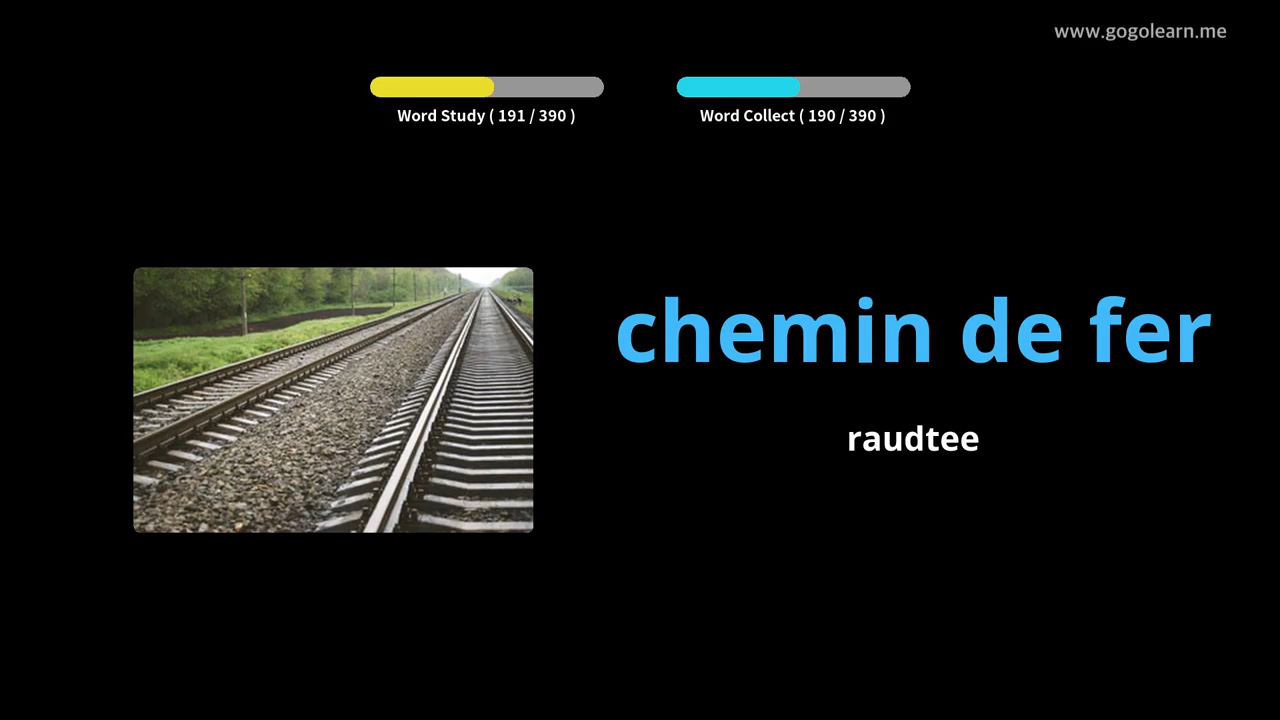 www.gogolearn.me
Word Study ( 191 / 390 )
Word Collect ( 190 / 390 )
chemin de fer
raudtee